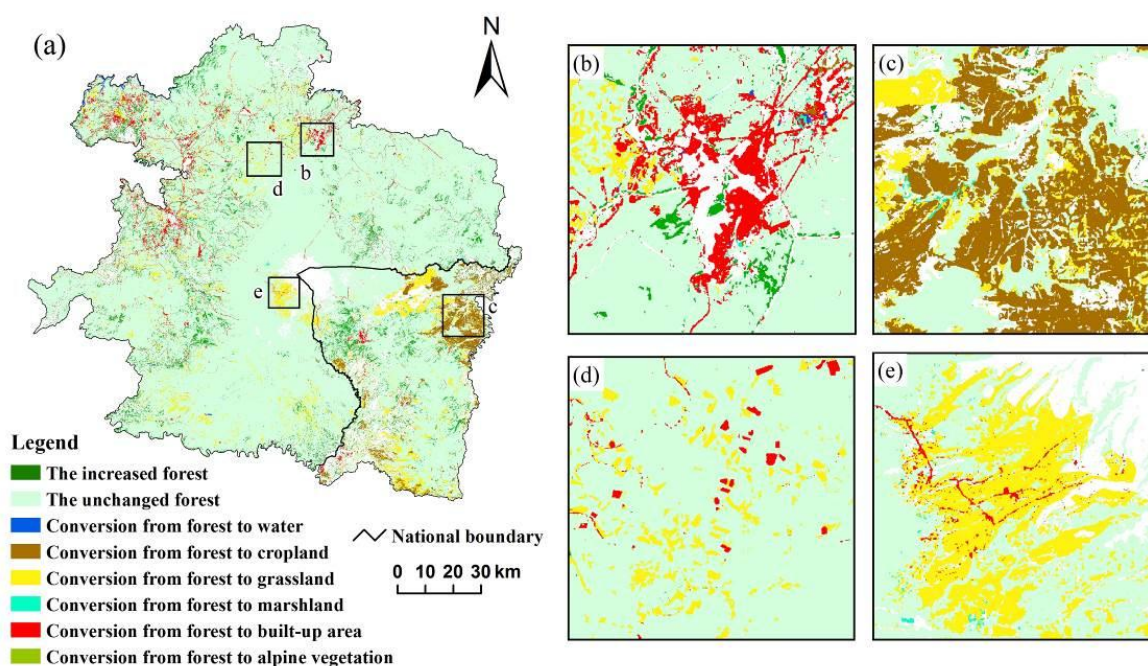 (a)
N
d
b
e
c
Legend
The increased forest
The unchanged forest
Conversion from forest to water
Conversion from forest to cropland
Conversion from forest to grassland
Conversion from forest to marshland
Conversion from forest to built-up area
Conversion from forest to alpine vegetation
National boundary
0 10 20 30 km
(b)
(c)
(d)
(e)